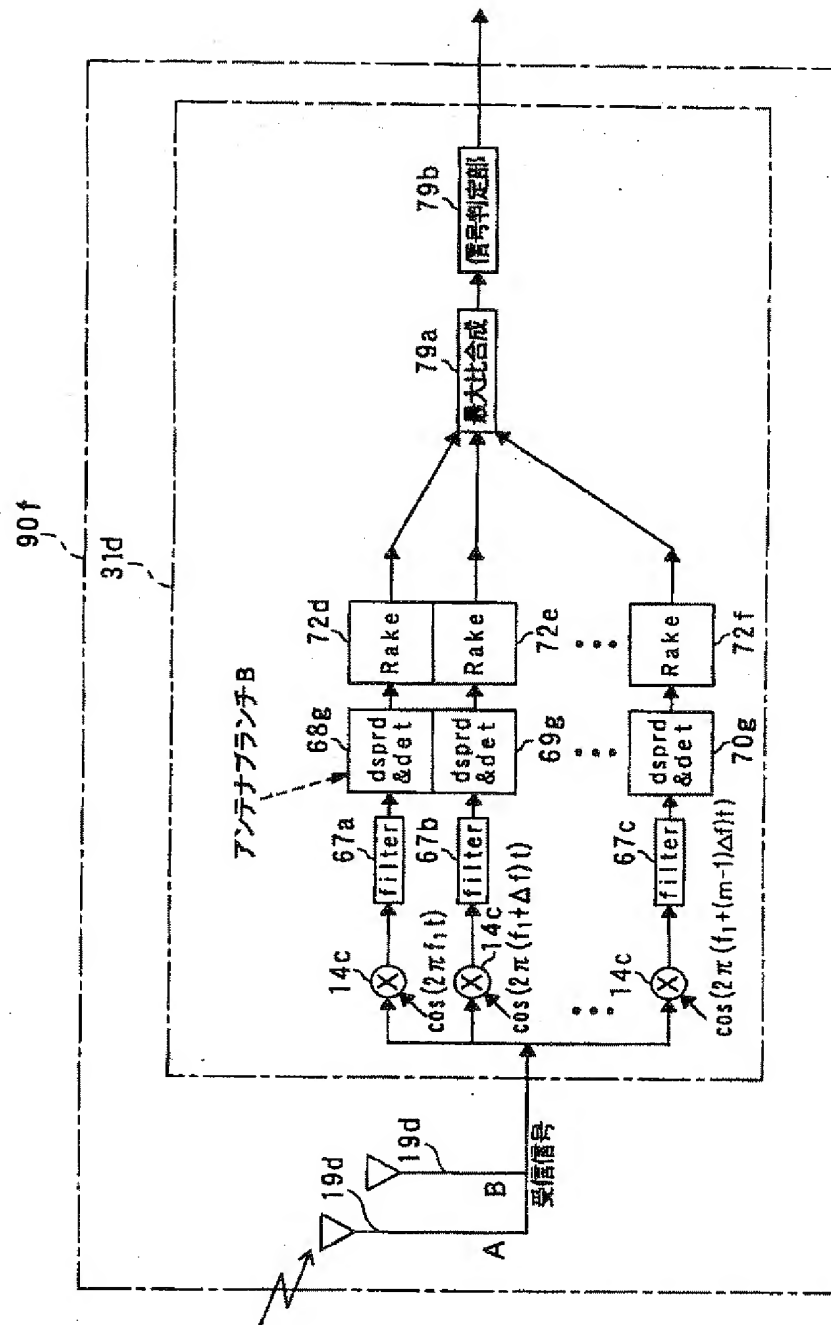 90f
31d
19d
19d
A
B
受信信号
アンテナブランチB
14c
cos(2πf₁t)
67a
filter
68g
dsprd
&det
72d
Rake
14c
cos(2π(f₁+Δf)t)
67b
filter
dsprd
&det
69g
Rake
72e
14c
cos(2π(f₁+(m-1)Δf)t)
67c
filter
dsprd
&det
70g
Rake
72f
79a
最大比合成
79b
信号判定部